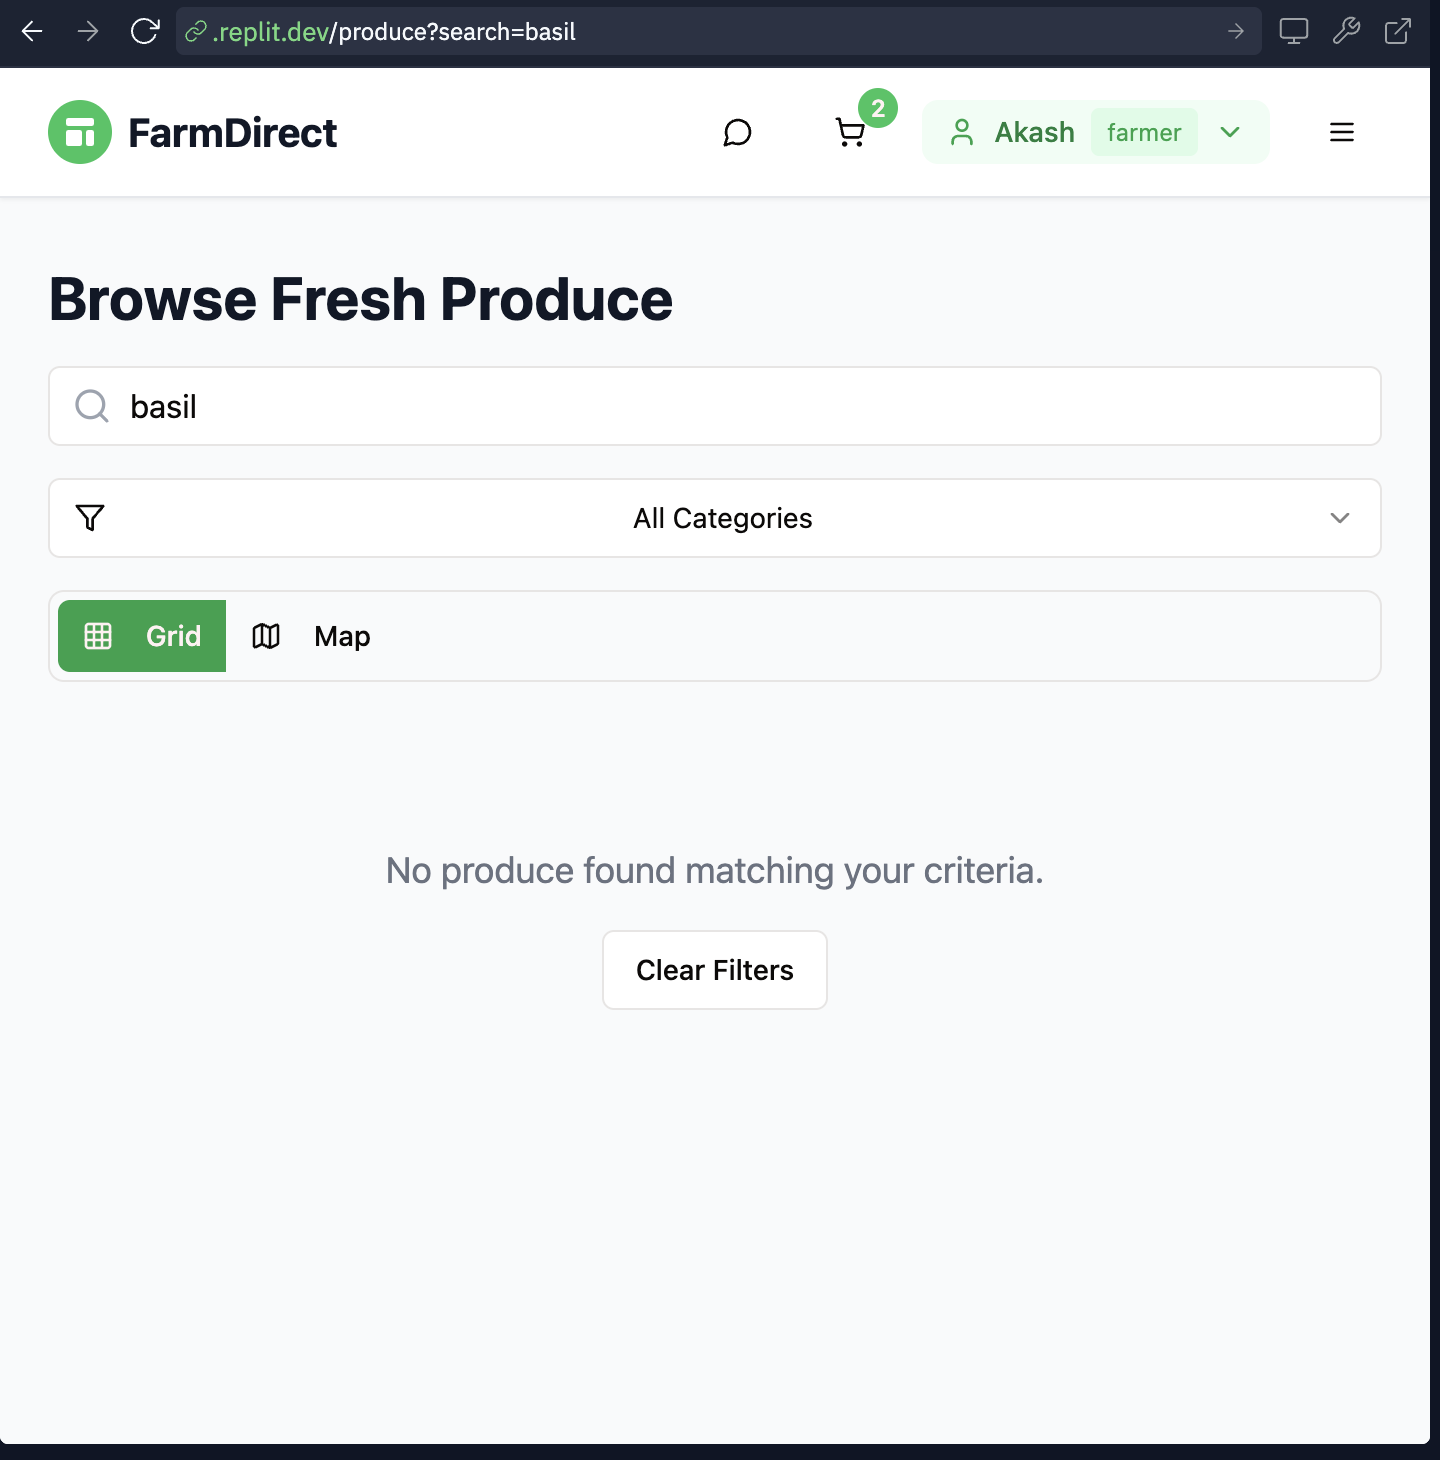 .replit.dev/produce?search=basil
FarmDirect
2
Akash farmer
Browse Fresh Produce
basil
All Categories
Grid Map
No produce found matching your criteria.
Clear Filters